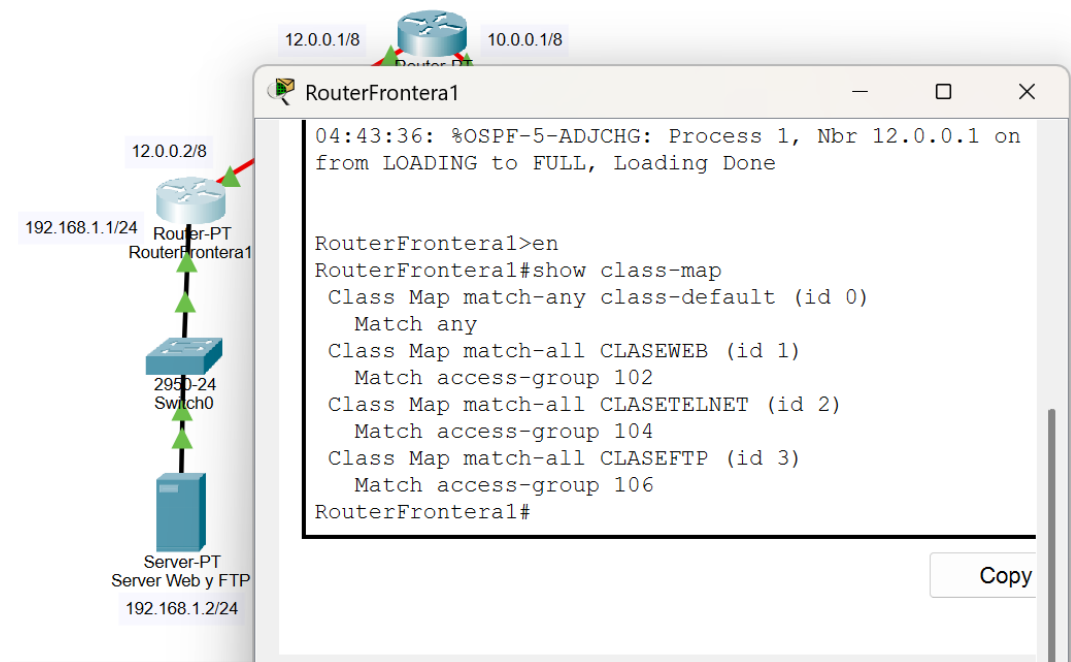 12.0.0.1/8
10.0.0.1/8
Router-PT
RouterFrontera1
04:43:36: %OSPF-5-ADJCHG: Process 1, Nbr 12.0.0.1 on
from LOADING to FULL, Loading Done
RouterFrontera1>en
RouterFrontera1#show class-map
Class Map match-any class-default (id 0)
Match any
Class Map match-all CLASEWEB (id 1)
Match access-group 102
Class Map match-all CLASETELNET (id 2)
Match access-group 104
Class Map match-all CLASEFTP (id 3)
Match access-group 106
RouterFrontera1#
Copy
12.0.0.2/8
192.168.1.1/24
Router-PT
RouterFrontera1
2950-24
Switch0
Server-PT
Server Web y FTP
192.168.1.2/24